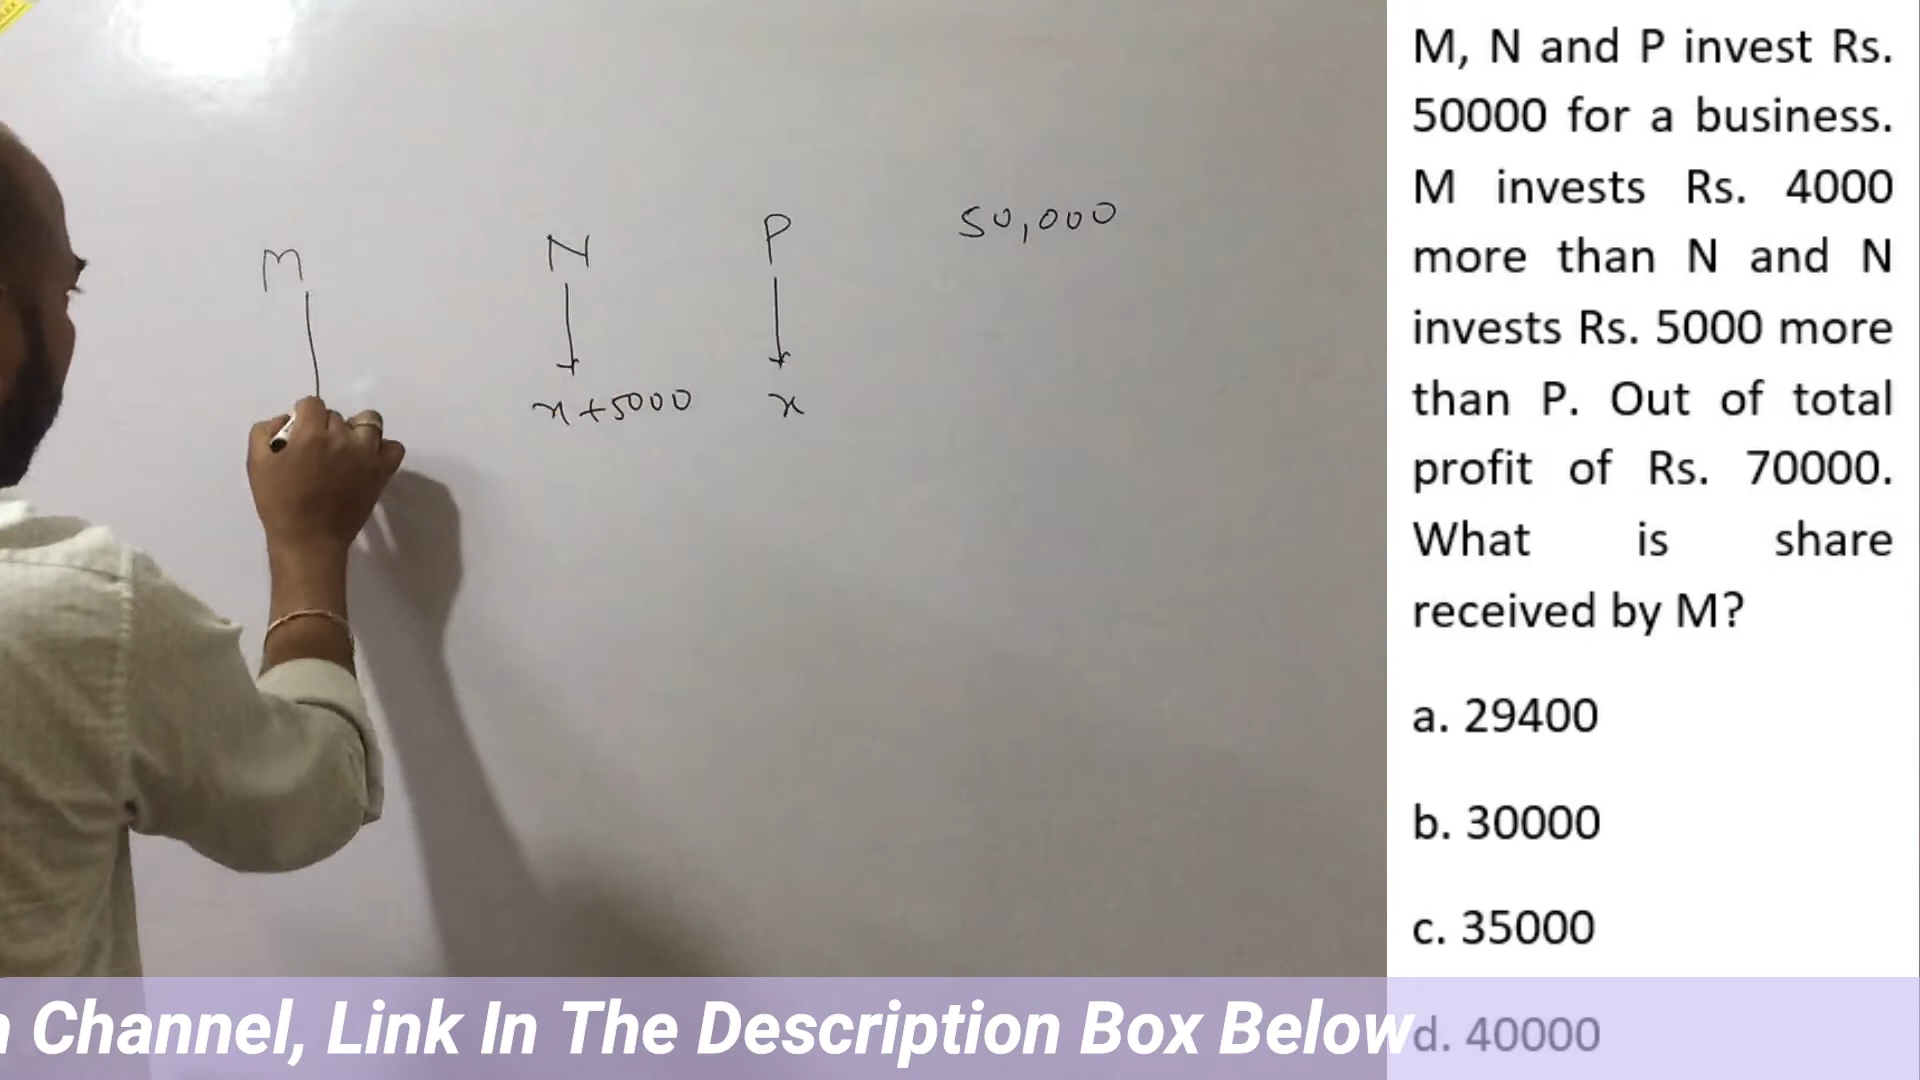 M, N and P invest Rs.
50000 for a business.
M invests Rs. 4000
more than N and N
invests Rs. 5000 more
than P. Out of total
profit of Rs. 70000.
What is share
received by M?
a. 29400
b. 30000
c. 35000
d. 40000
M N P 50,000
x+5000 x
Channel, Link In The Description Box Below